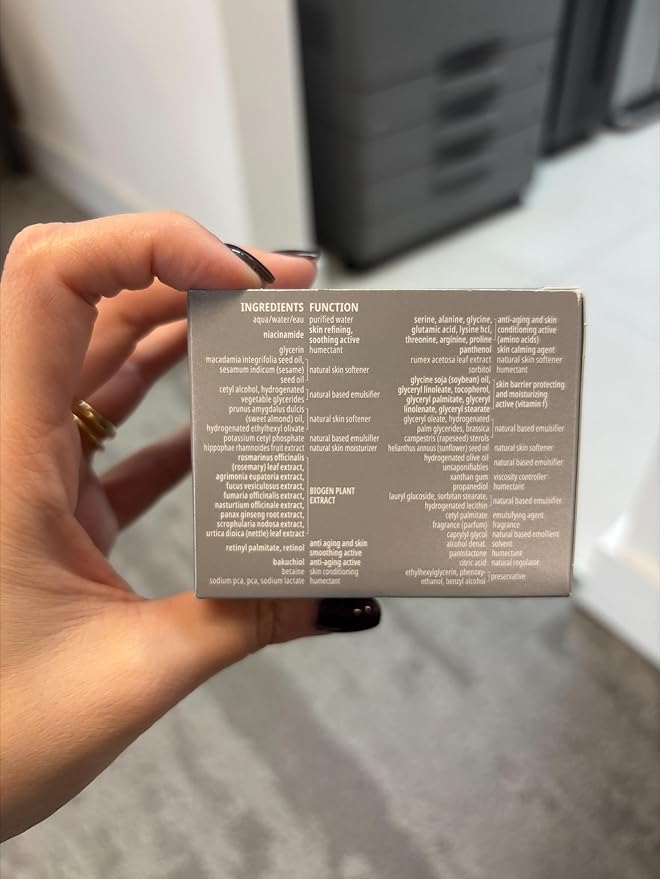 INGREDIENTS FUNCTION
aqua/water/eau purified water
niacinamide skin refining,
soothing active
glycerin humectant
macadamia integrifolia seed oil,
sesamum indicum (sesame)
seed oil
natural skin softener
cetyl alcohol, hydrogenated
vegetable glycerides
natural based emulsifier
prunus amygdalus dulcis
(sweet almond) oil,
hydrogenated ethylhexyl olivate
natural skin softener
potassium cetyl phosphate natural based emulsifier
hippophae rhamnoides fruit extract natural skin moisturizer
rosmarinus officinalis
(rosemary) leaf extract,
agrimonia eupatoria extract,
fucus vesiculosus extract,
fumaria officinalis extract,
nasturtium officinale extract,
panax ginseng root extract,
scrophularia nodosa extract,
urtica dioica (nettle) leaf extract
BIOGEN PLANT
EXTRACT
retinyl palmitate, retinol anti aging and skin
smoothing active
bakuchiol anti-aging active
betaine skin conditioning
sodium pca, pca, sodium lactate humectant
serine, alanine, glycine,
glutamic acid, lysine hcl,
threonine, arginine, proline
anti-aging and skin
conditioning active
(amino acids)
panthenol skin calming agent
rumex acetosa leaf extract natural skin softener
sorbitol humectant
glycine soja (soybean) oil,
glyceryl linoleate, tocopherol,
glyceryl palmitate, glyceryl
linolenate, glyceryl stearate
skin barrier protecting
and moisturizing
active (vitamin f)
glyceryl oleate, hydrogenated
palm glycerides, brassica
campestris (rapeseed) sterols
natural based emulsifier
helianthus annuus (sunflower) seed oil natural skin softener
hydrogenated olive oil
unsaponifiables
natural based emulsifier
xanthan gum viscosity controller
propanediol humectant
lauryl glucoside, sorbitan stearate,
hydrogenated lecithin
natural based emulsifier
cetyl palmitate emulsifying agent
fragrance (parfum) fragrance
caprylyl glycol natural based emollient
alcohol denat. solvent
pantolactone humectant
citric acid natural regulator
ethylhexylglycerin, phenoxy-
ethanol, benzyl alcohol
preservative